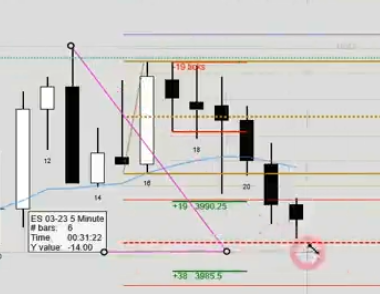 -19 ticks
12
18
14
16
20
+19 3990.25
ES 03-23 5 Minute
# bars: 6
Time: 00:31:22
Y value: -14.00
+38 3985.5